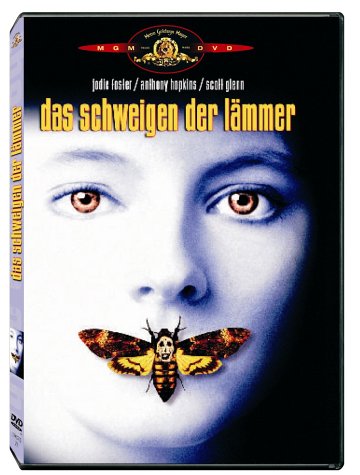 MGM DVD
jodie foster / anthony hopkins / scott glenn
das schweigen der lämmer
das schweigen der lämmer
DVD